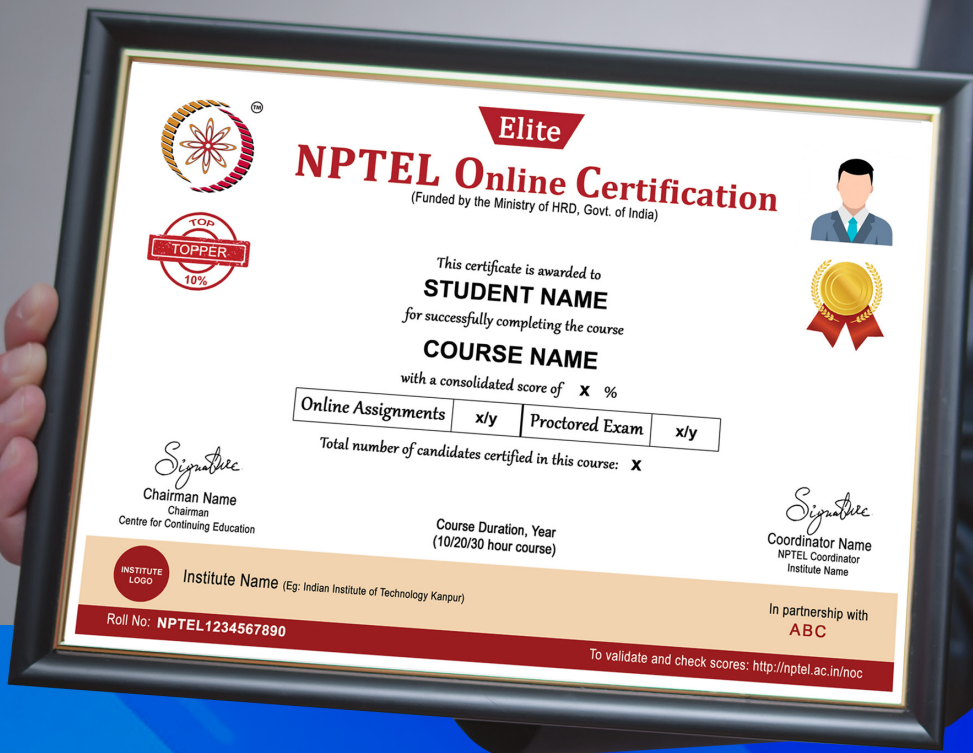 TM
Elite
NPTEL Online Certification
(Funded by the Ministry of HRD, Govt. of India)
TOP
TOPPER
10%
This certificate is awarded to
STUDENT NAME
for successfully completing the course
COURSE NAME
with a consolidated score of X %
Online Assignments x/y Proctored Exam x/y
Total number of candidates certified in this course: X
Signature
Chairman Name
Chairman
Centre for Continuing Education
Course Duration, Year
(10/20/30 hour course)
Signature
Coordinator Name
NPTEL Coordinator
Institute Name
INSTITUTE
LOGO
Institute Name (Eg: Indian Institute of Technology Kanpur)
In partnership with
ABC
Roll No: NPTEL1234567890
To validate and check scores: http://nptel.ac.in/noc